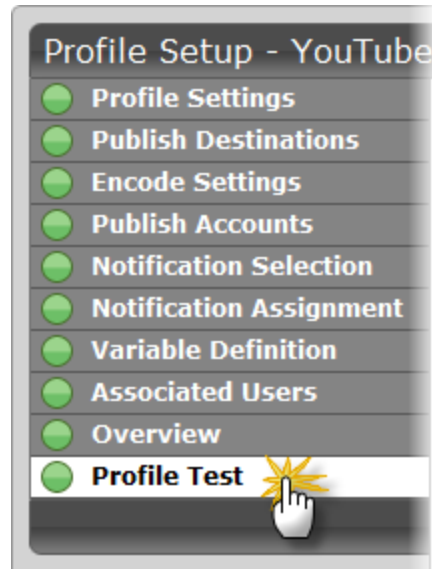 Profile Setup - YouTube
Profile Settings
Publish Destinations
Encode Settings
Publish Accounts
Notification Selection
Notification Assignment
Variable Definition
Associated Users
Overview
Profile Test